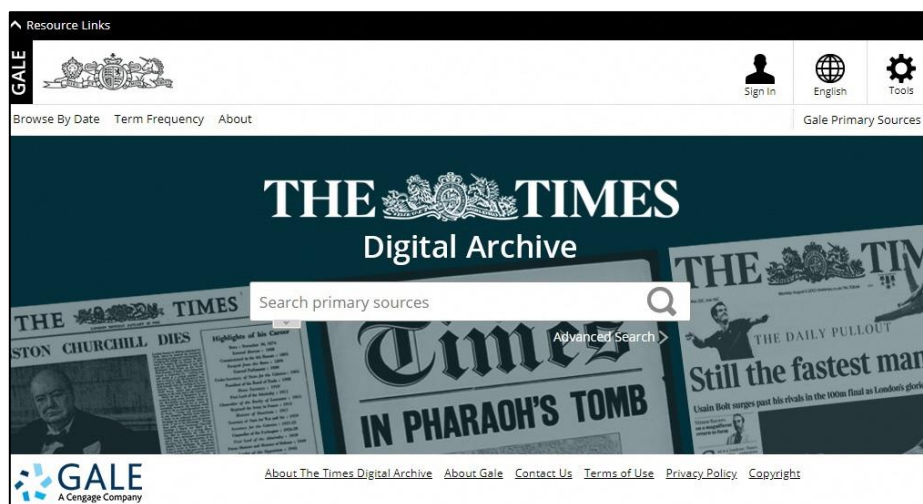 Resource Links
GALE
Sign In
English
Tools
Browse By Date Term Frequency About
Gale Primary Sources
THE TIMES
Digital Archive
Search primary sources
Advanced Search
THE TIMES
STON CHURCHILL DIES
Highlights of his Career
Times
IN PHARAOH'S TOMB
THE TIM
THE DAILY PULLOUT
Still the fastest man
Usain Bolt surges past his rivals in the 100m final as London's glori
GALE
A Cengage Company
About The Times Digital Archive About Gale Contact Us Terms of Use Privacy Policy Copyright